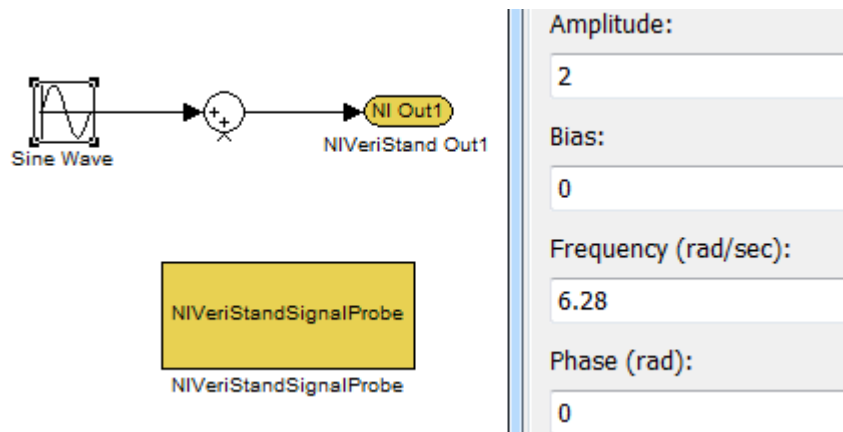 Sine Wave
+
+
NI Out1
NIVeriStand Out1
NIVeriStandSignalProbe
NIVeriStandSignalProbe
Amplitude:
2
Bias:
0
Frequency (rad/sec):
6.28
Phase (rad):
0